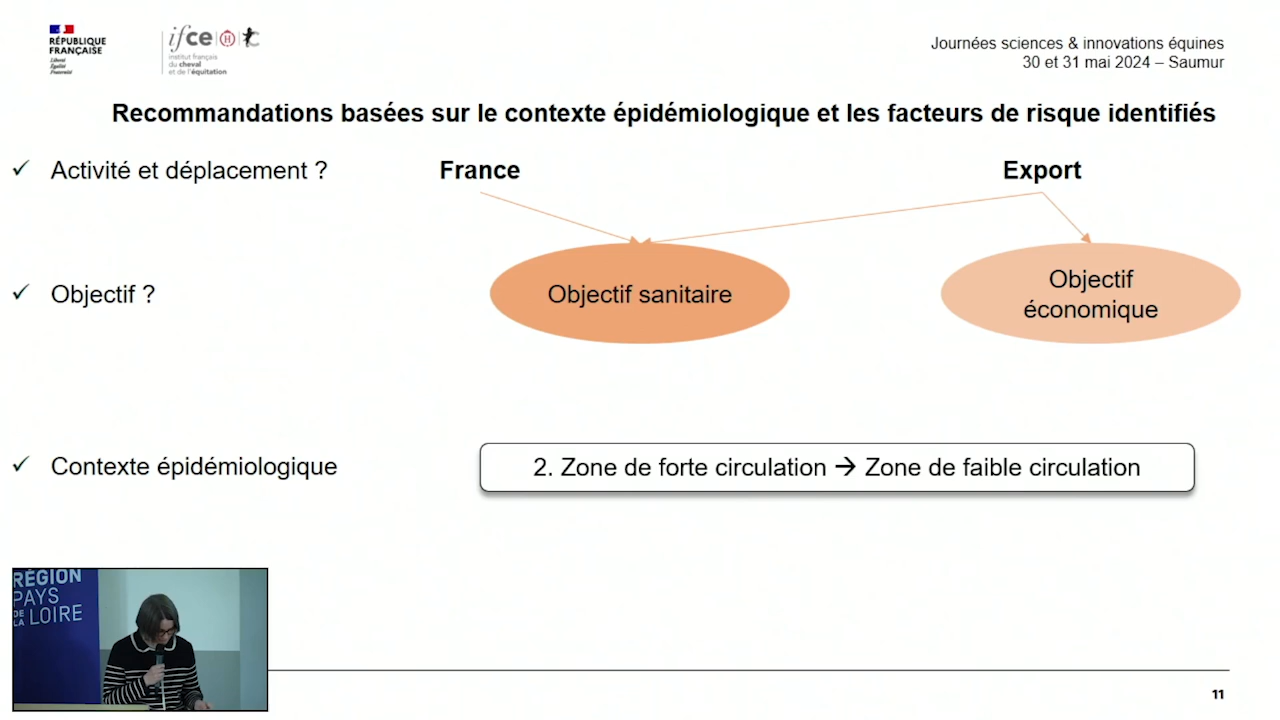 RÉPUBLIQUE
FRANÇAISE
Liberté
Égalité
Fraternité
ifce
institut français
du cheval
et de l'équitation
Journées sciences & innovations équines
30 et 31 mai 2024 – Saumur
Recommandations basées sur le contexte épidémiologique et les facteurs de risque identifiés
✓ Activité et déplacement ?
France
Export
✓ Objectif ?
Objectif sanitaire
Objectif
économique
✓ Contexte épidémiologique
2. Zone de forte circulation → Zone de faible circulation
RÉGION
PAYS
DE
LA LOIRE
11